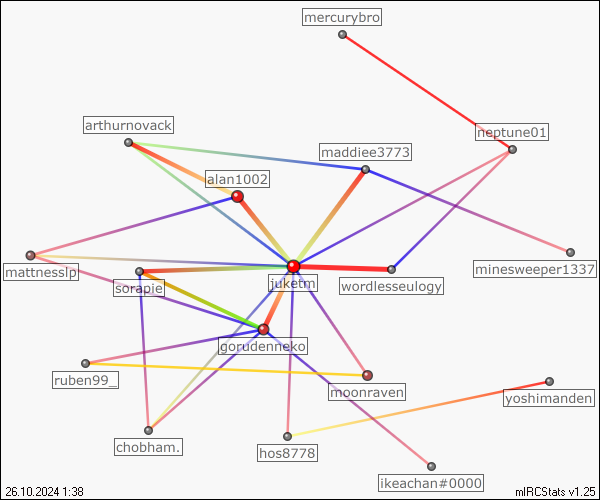 mercurybro
arthurnovack
neptune01
maddiee3773
alan1002
mattnesslp
sorapie
juketm
wordlesseulogy
minesweeper1337
gorudenneko
ruben99_
moonraven
yoshimanden
chobham.
hos8778
ikeachan#0000
26.10.2024 1:38
mIRCStats v1.25